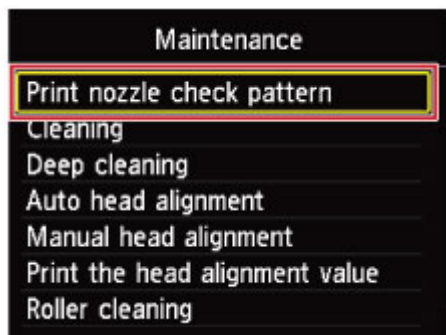 Maintenance
Print nozzle check pattern
Cleaning
Deep cleaning
Auto head alignment
Manual head alignment
Print the head alignment value
Roller cleaning